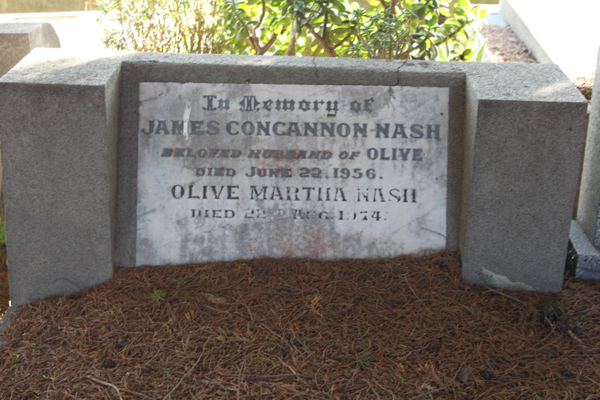 In Memory of
JAMES CONCANNON-NASH
BELOVED HUSBAND OF OLIVE
DIED JUNE 22, 1956.
OLIVE MARTHA NASH
DIED AUG. 1974.